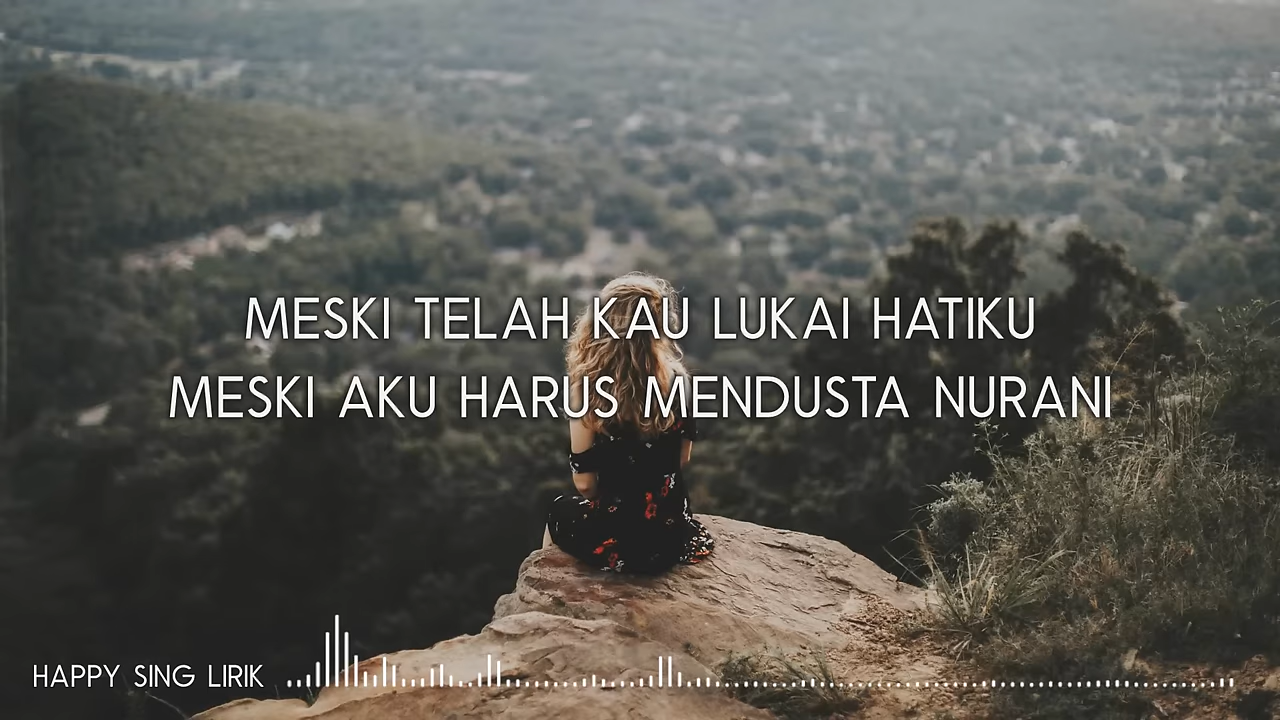 MESKI TELAH KAU LUKAI HATIKU
MESKI AKU HARUS MENDUSTA NURANI
HAPPY SING LIRIK